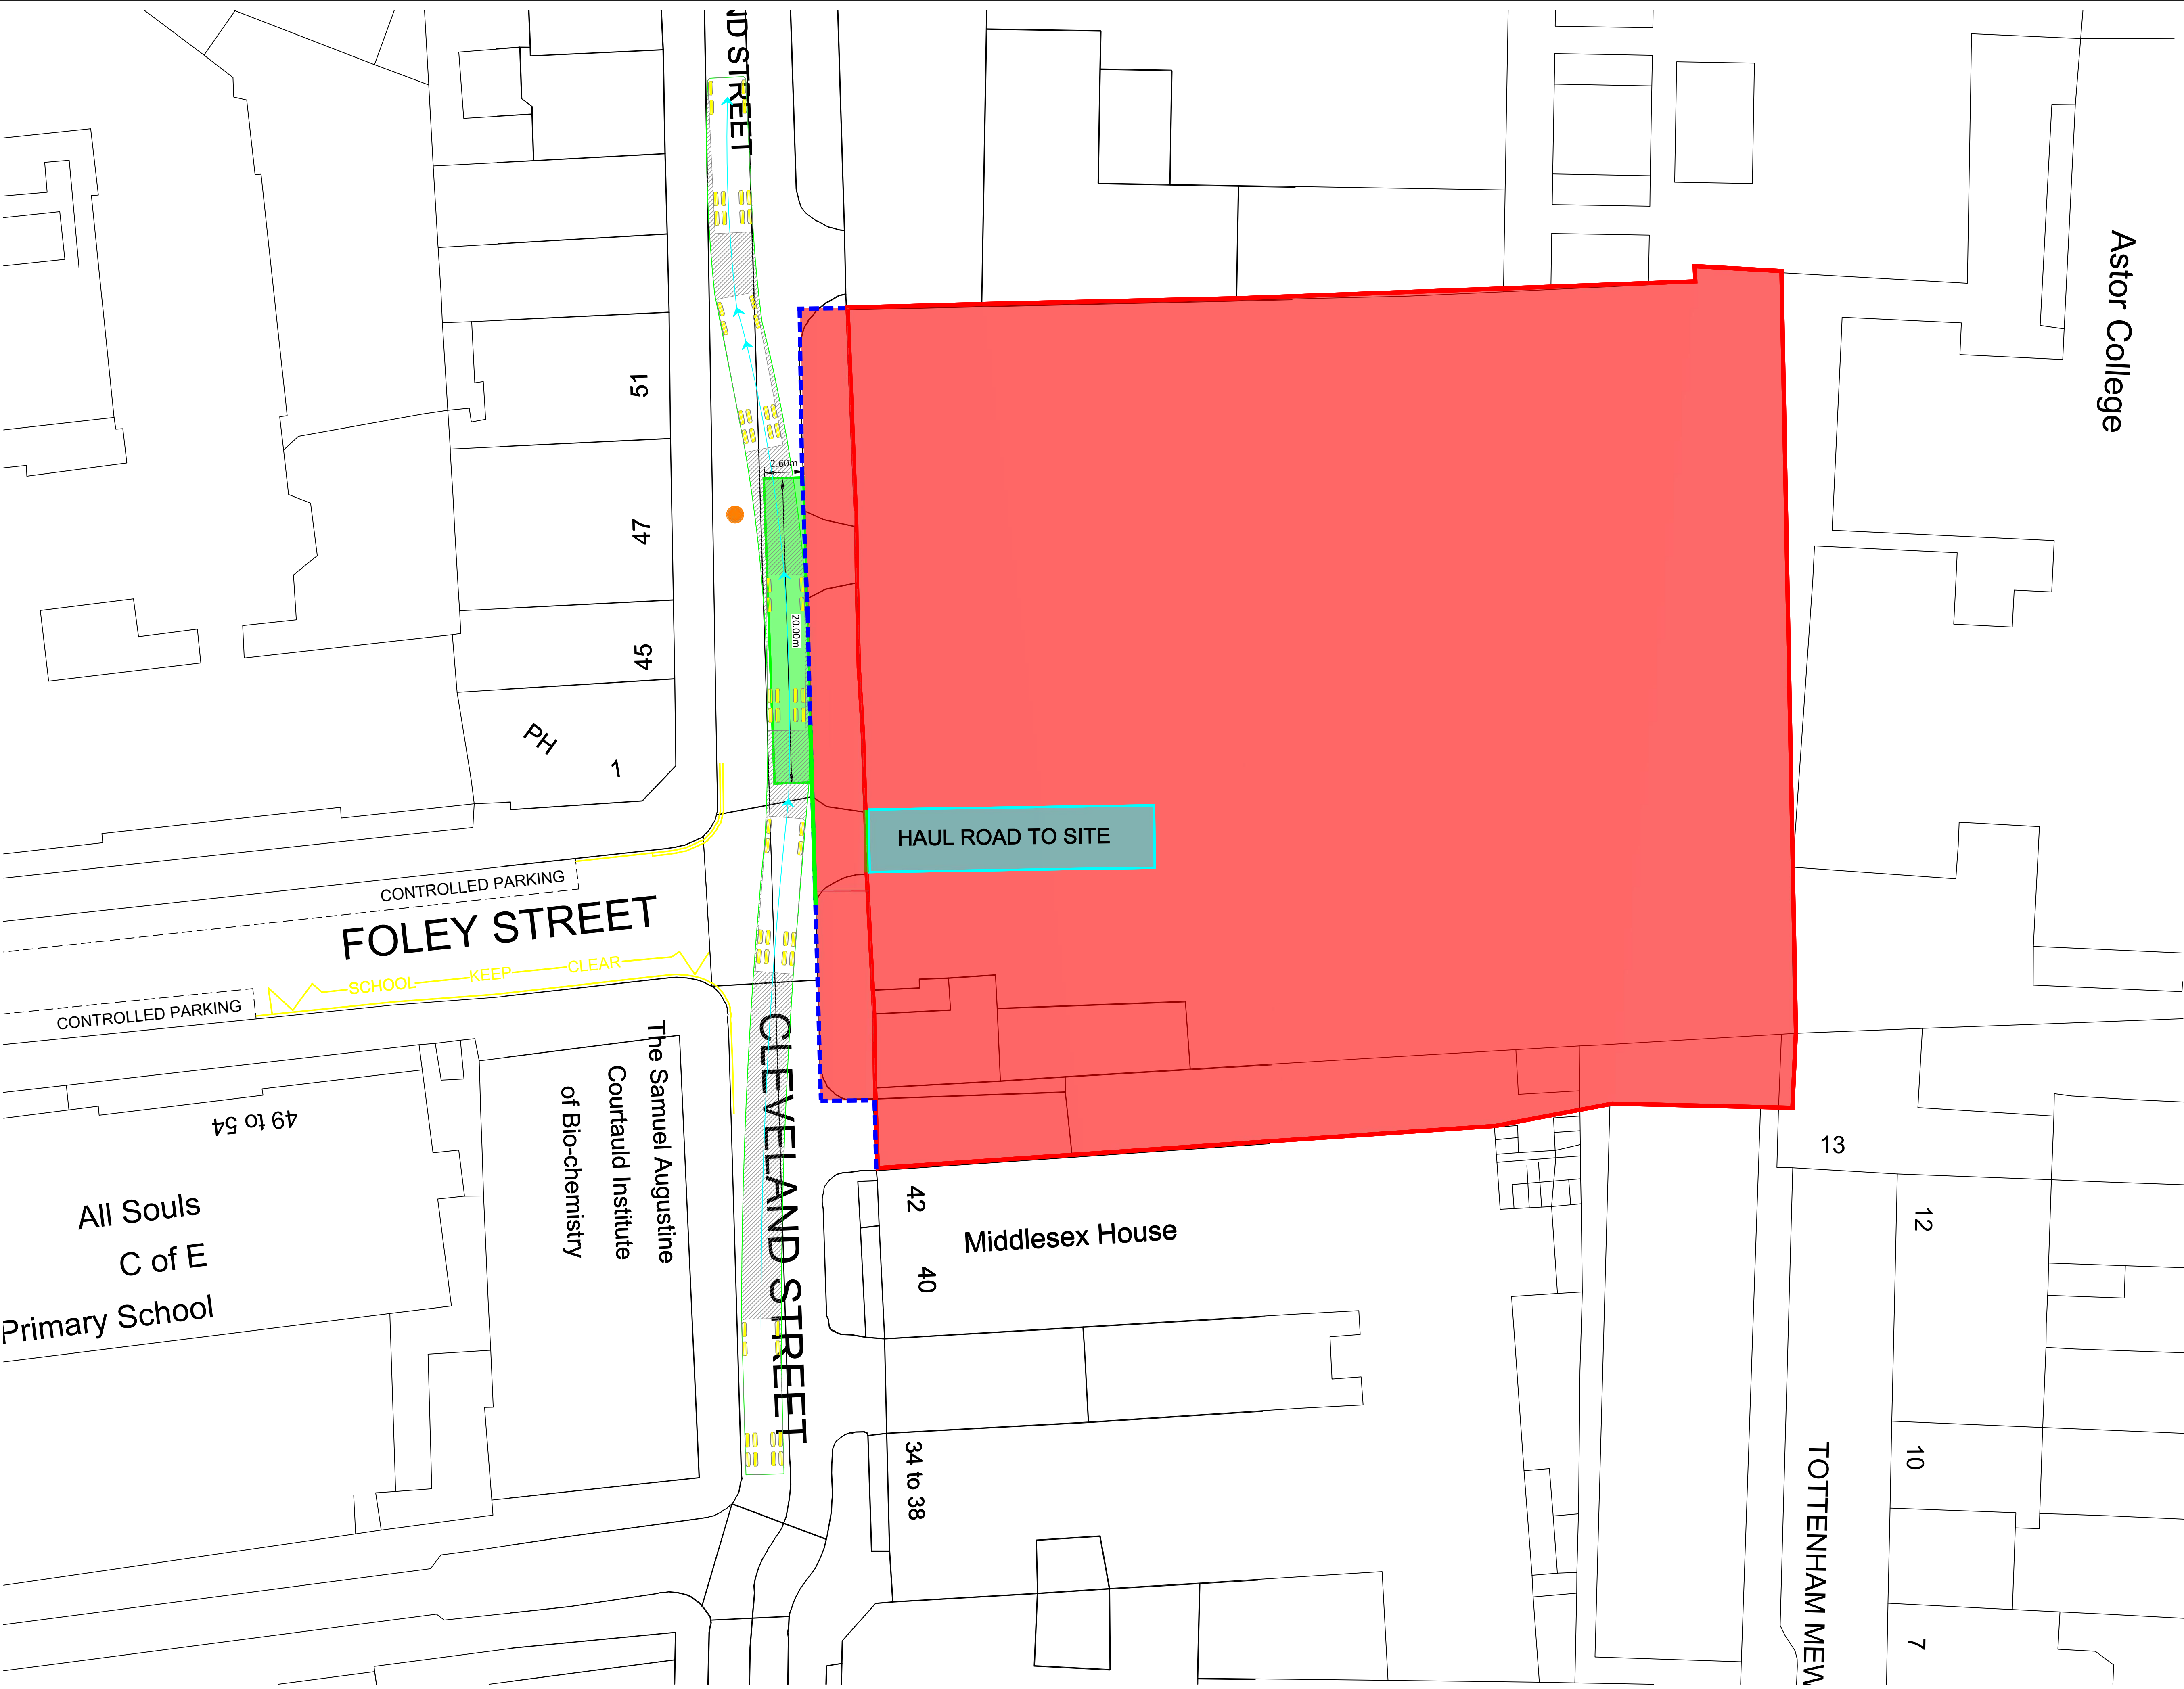 ND STREET
Astor College
51
2.60m
47
20.00m
45
PH
1
HAUL ROAD TO SITE
CONTROLLED PARKING
FOLEY STREET
SCHOOL KEEP CLEAR
CONTROLLED PARKING
CLEVELAND STREET
The Samuel Augustine
Courtauld Institute
of Bio-chemistry
49 to 54
All Souls
C of E
Primary School
42
Middlesex House
40
34 to 38
13
12
10
TOTTENHAM MEW
7